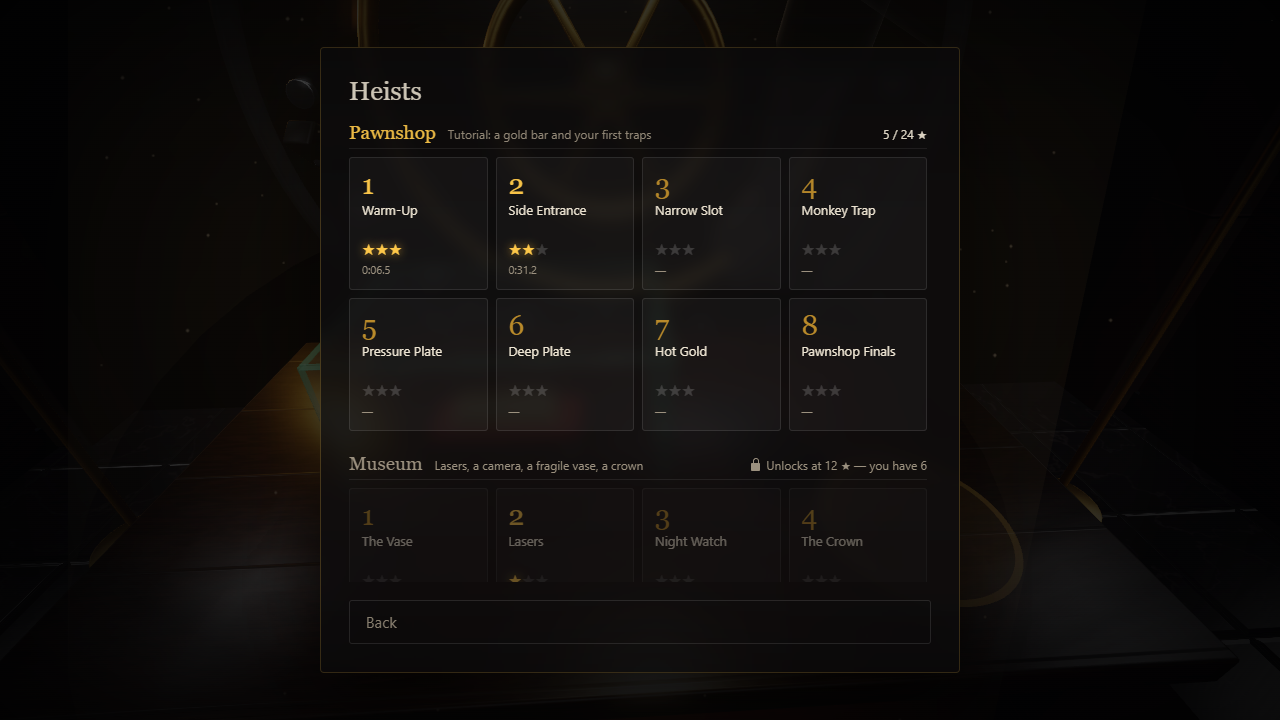 Heists
Pawnshop Tutorial: a gold bar and your first traps 5 / 24 ★
1 2 3 4
Warm-Up Side Entrance Narrow Slot Monkey Trap
★★★ ★★★ ★★★ ★★★
0:06.5 0:31.2 — —
5 6 7 8
Pressure Plate Deep Plate Hot Gold Pawnshop Finals
★★★ ★★★ ★★★ ★★★
— — — —
Museum Lasers, a camera, a fragile vase, a crown Unlocks at 12 ★ — you have 6
1 2 3 4
The Vase Lasers Night Watch The Crown
★★★ ★★★ ★★★ ★★★
Back